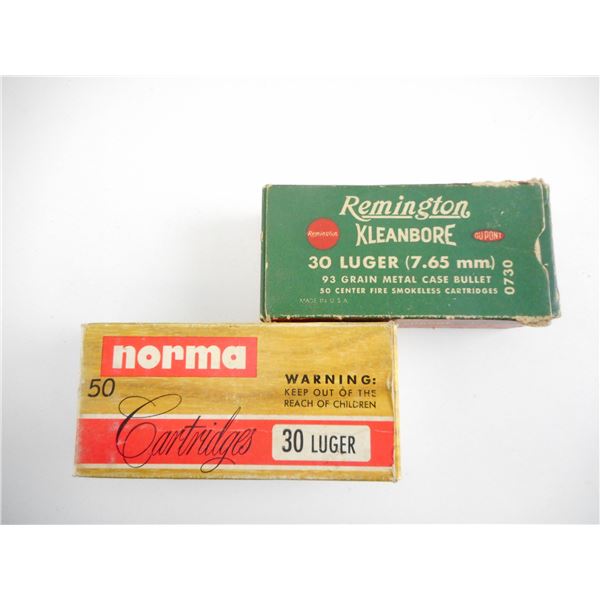 Remington
KLEANBORE
Remington
DU PONT
30 LUGER (7.65 mm)
93 GRAIN METAL CASE BULLET
50 CENTER FIRE SMOKELESS CARTRIDGES
MADE IN U.S.A.
0730
norma
50
WARNING:
KEEP OUT OF THE
REACH OF CHILDREN
Cartridges
30 LUGER